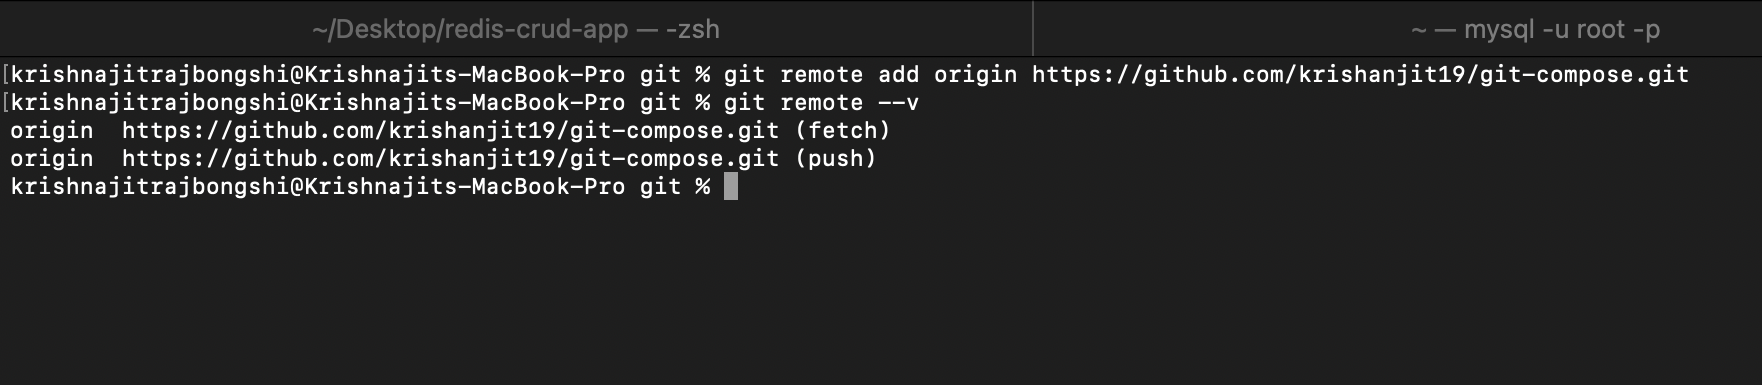 ~/Desktop/redis-crud-app — -zsh
~ — mysql -u root -p
[krishnajitrajbongshi@Krishnajits-MacBook-Pro git % git remote add origin https://github.com/krishanjit19/git-compose.git
[krishnajitrajbongshi@Krishnajits-MacBook-Pro git % git remote --v
origin  https://github.com/krishanjit19/git-compose.git (fetch)
origin  https://github.com/krishanjit19/git-compose.git (push)
krishnajitrajbongshi@Krishnajits-MacBook-Pro git %